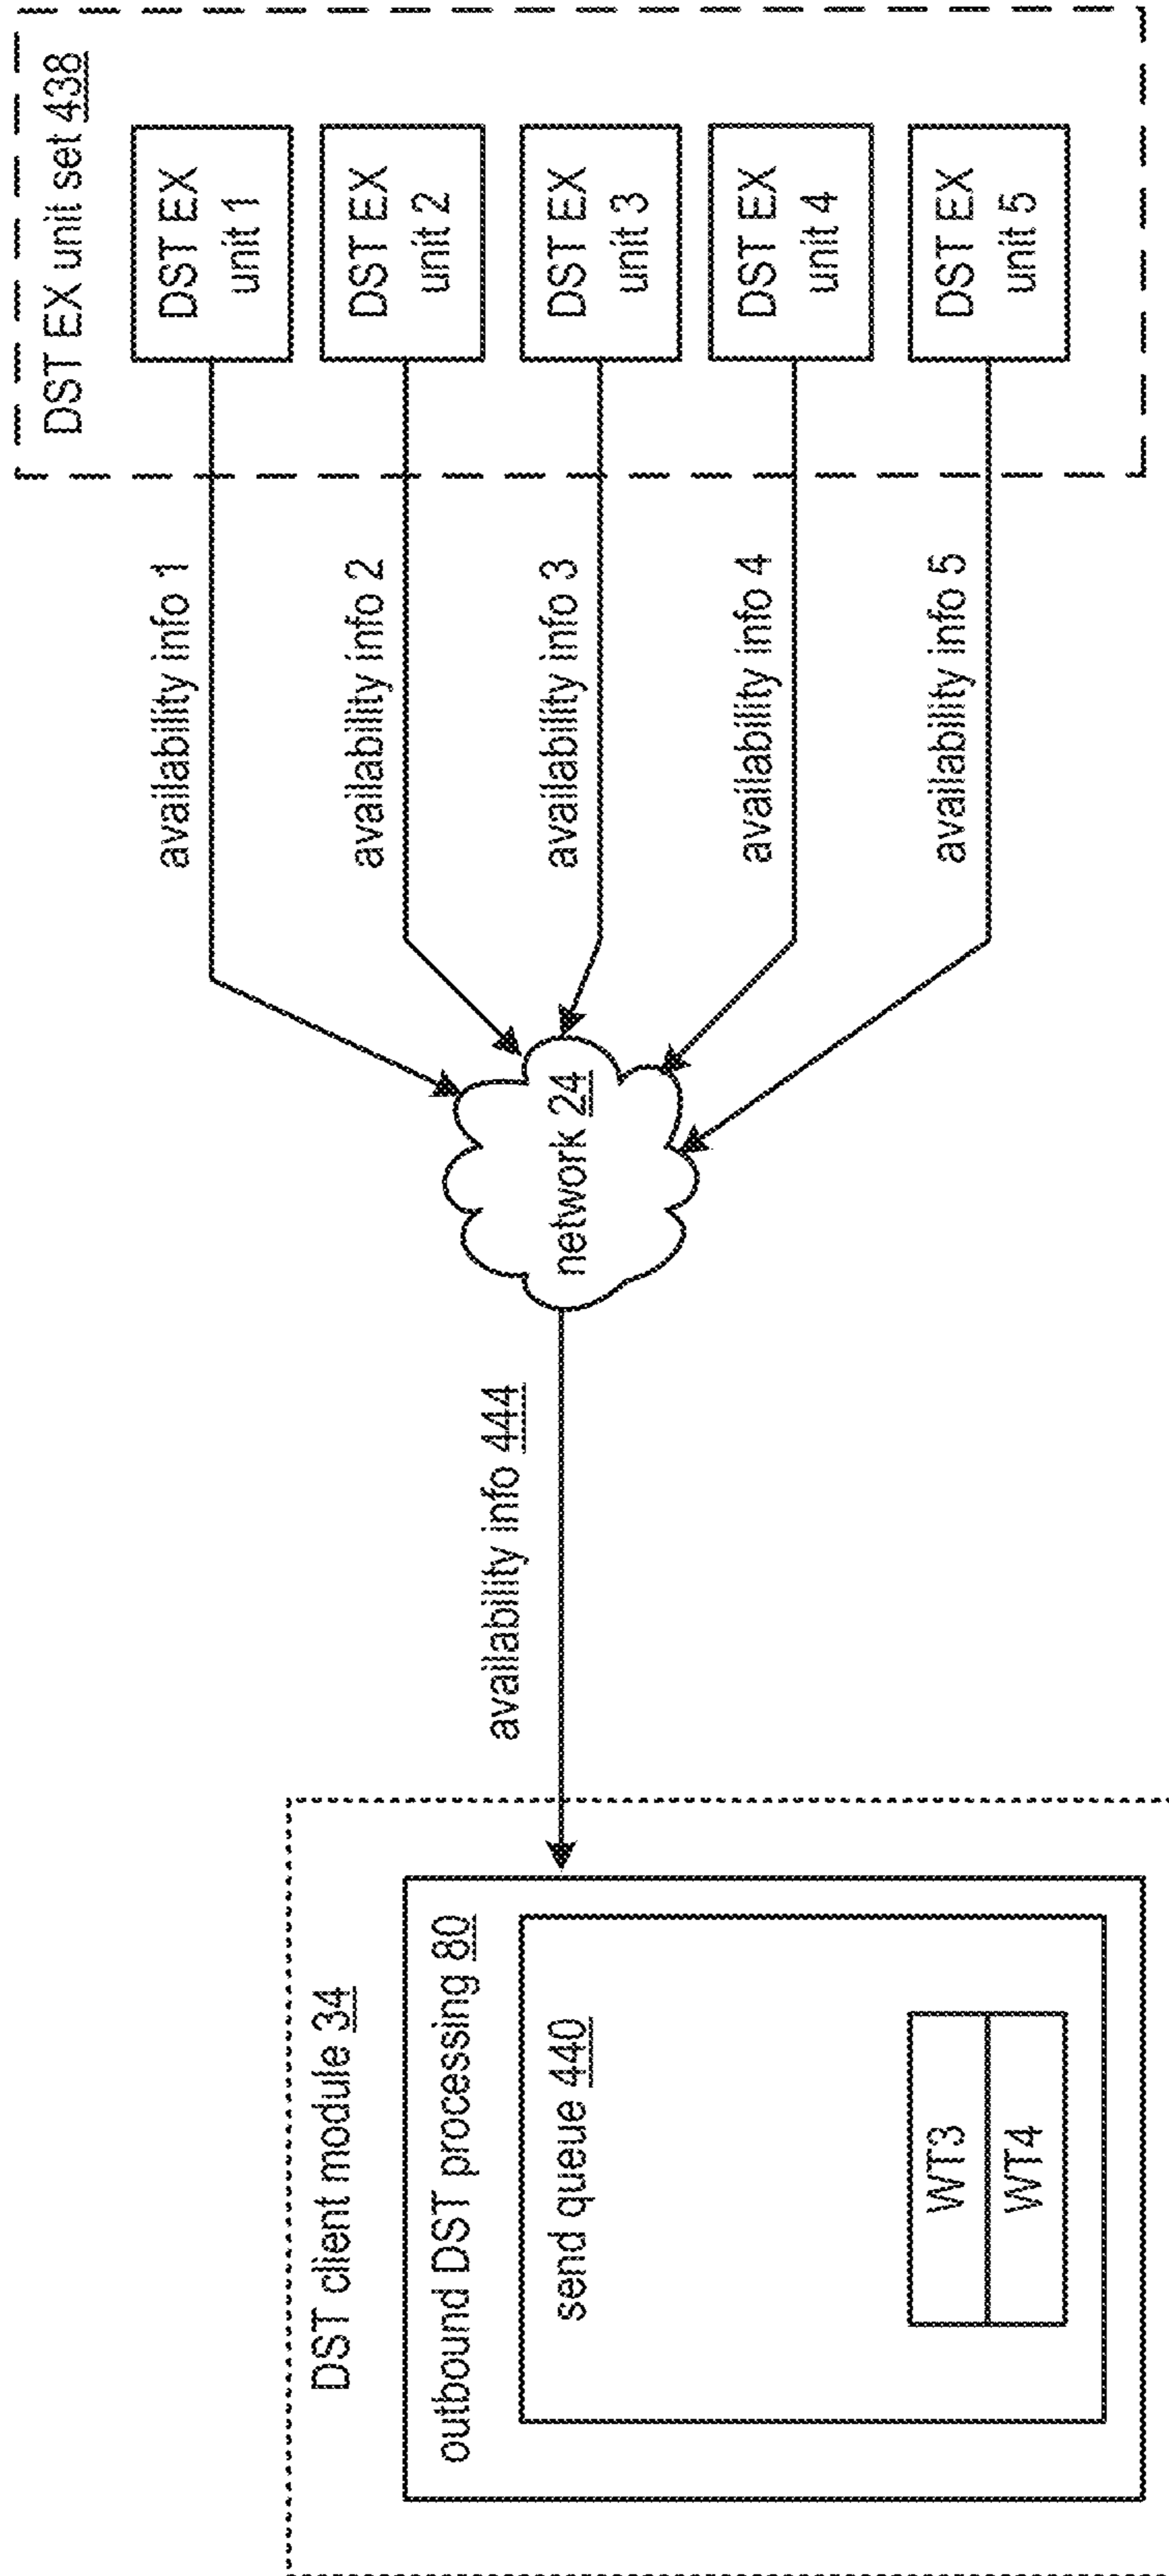 DST client module 34
outbound DST processing 80
send queue 440
WT3
WT4
availability info 444
network 24
availability info 1
availability info 2
availability info 3
availability info 4
availability info 5
DST EX unit set 438
DST EX
unit 1
DST EX
unit 2
DST EX
unit 3
DST EX
unit 4
DST EX
unit 5